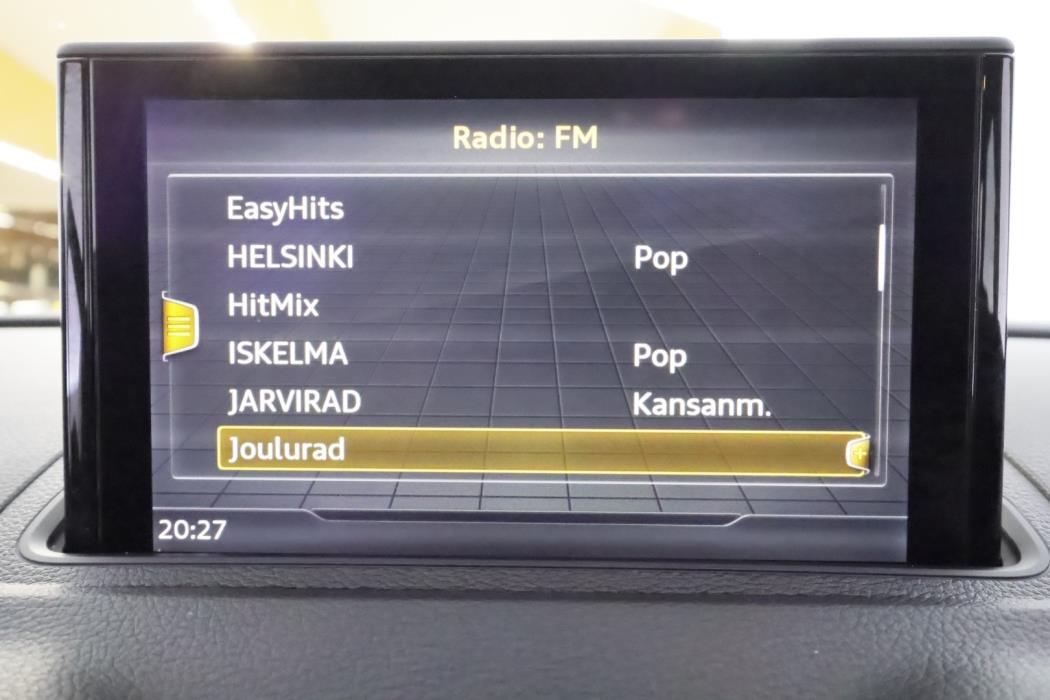 Radio: FM
EasyHits
HELSINKI Pop
HitMix
ISKELMA Pop
JARVIRAD Kansanm.
Joulurad
20:27